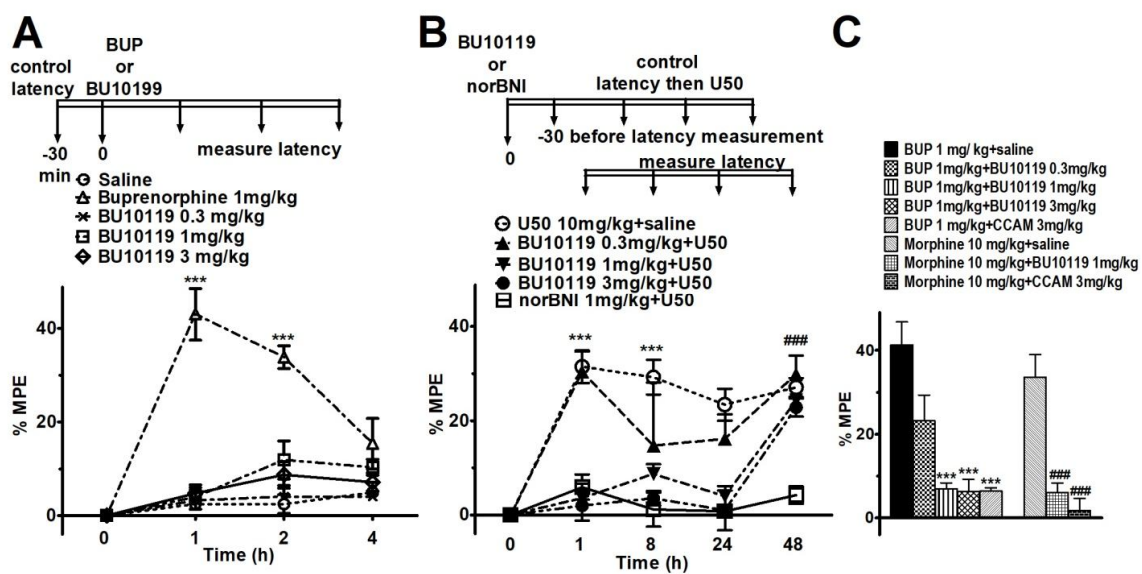 A
BUP
or
BU10199
control
latency
-30
min
0
measure latency
Saline
Buprenorphine 1mg/kg
BU10119 0.3 mg/kg
BU10119 1mg/kg
BU10119 3 mg/kg
***
***
40
20
0
% MPE
0 1 2 4
Time (h)
B
BU10119
or
norBNI
control
latency then U50
-30 before latency measurement
0
measure latency
U50 10mg/kg+saline
BU10119 0.3mg/kg+U50
BU10119 1mg/kg+U50
BU10119 3mg/kg+U50
norBNI 1mg/kg+U50
***
***
###
40
20
0
% MPE
0 1 8 24 48
Time (h)
C
BUP 1 mg/ kg+saline
BUP 1mg/kg+BU10119 0.3mg/kg
BUP 1mg/kg+BU10119 1mg/kg
BUP 1mg/kg+BU10119 3mg/kg
BUP 1 mg/kg+CCAM 3mg/kg
Morphine 10 mg/kg+saline
Morphine 10 mg/kg+BU10119 1mg/kg
Morphine 10 mg/kg+CCAM 3mg/kg
40
20
0
% MPE
***
***
***
###
###